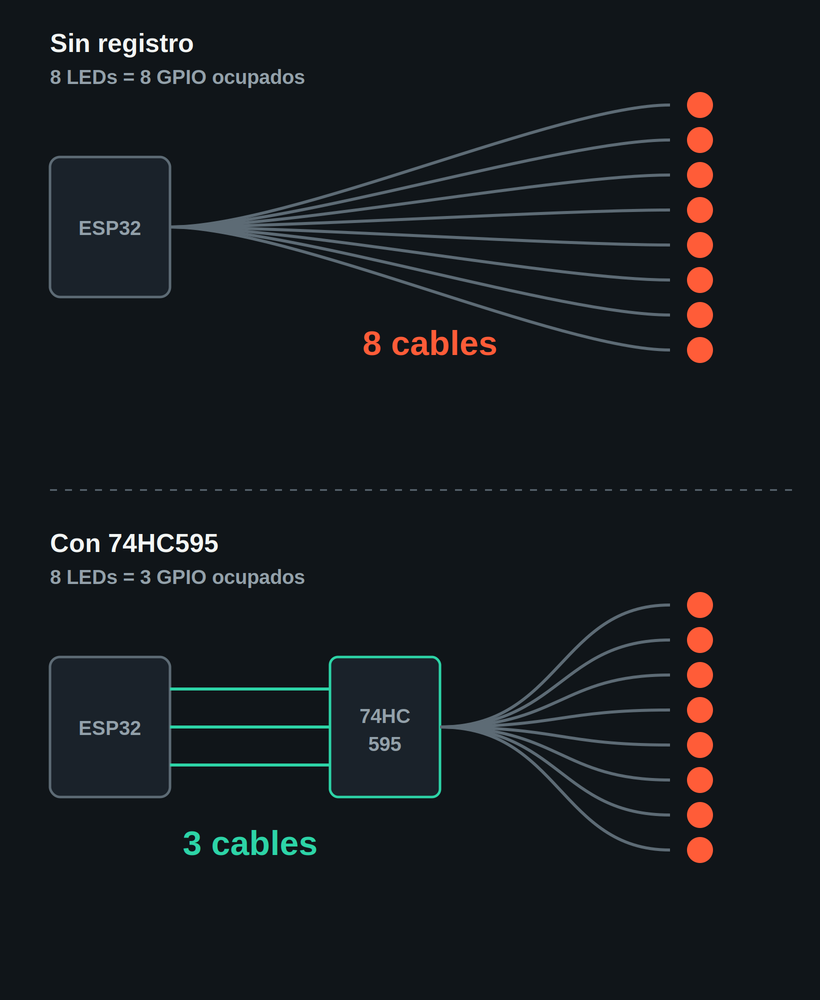 Sin registro
8 LEDs = 8 GPIO ocupados
ESP32
8 cables
Con 74HC595
8 LEDs = 3 GPIO ocupados
ESP32
74HC
595
3 cables